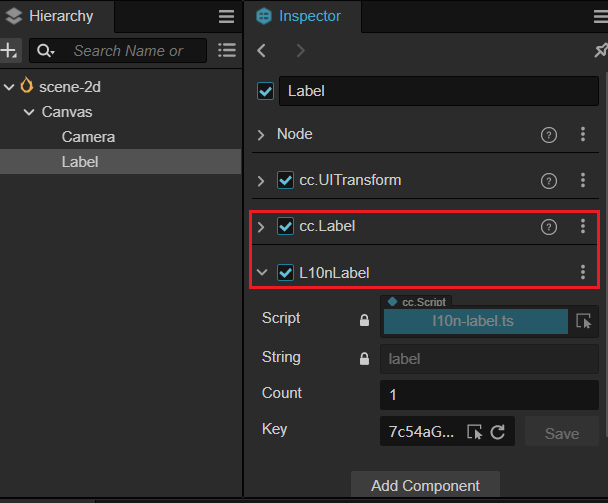 Hierarchy
Search Name or
scene-2d
Canvas
Camera
Label
Inspector
Label
Node
cc.UITransform
cc.Label
L10nLabel
cc.Script
Script
l10n-label.ts
String
label
Count
1
Key
7c54aG...
Save
Add Component